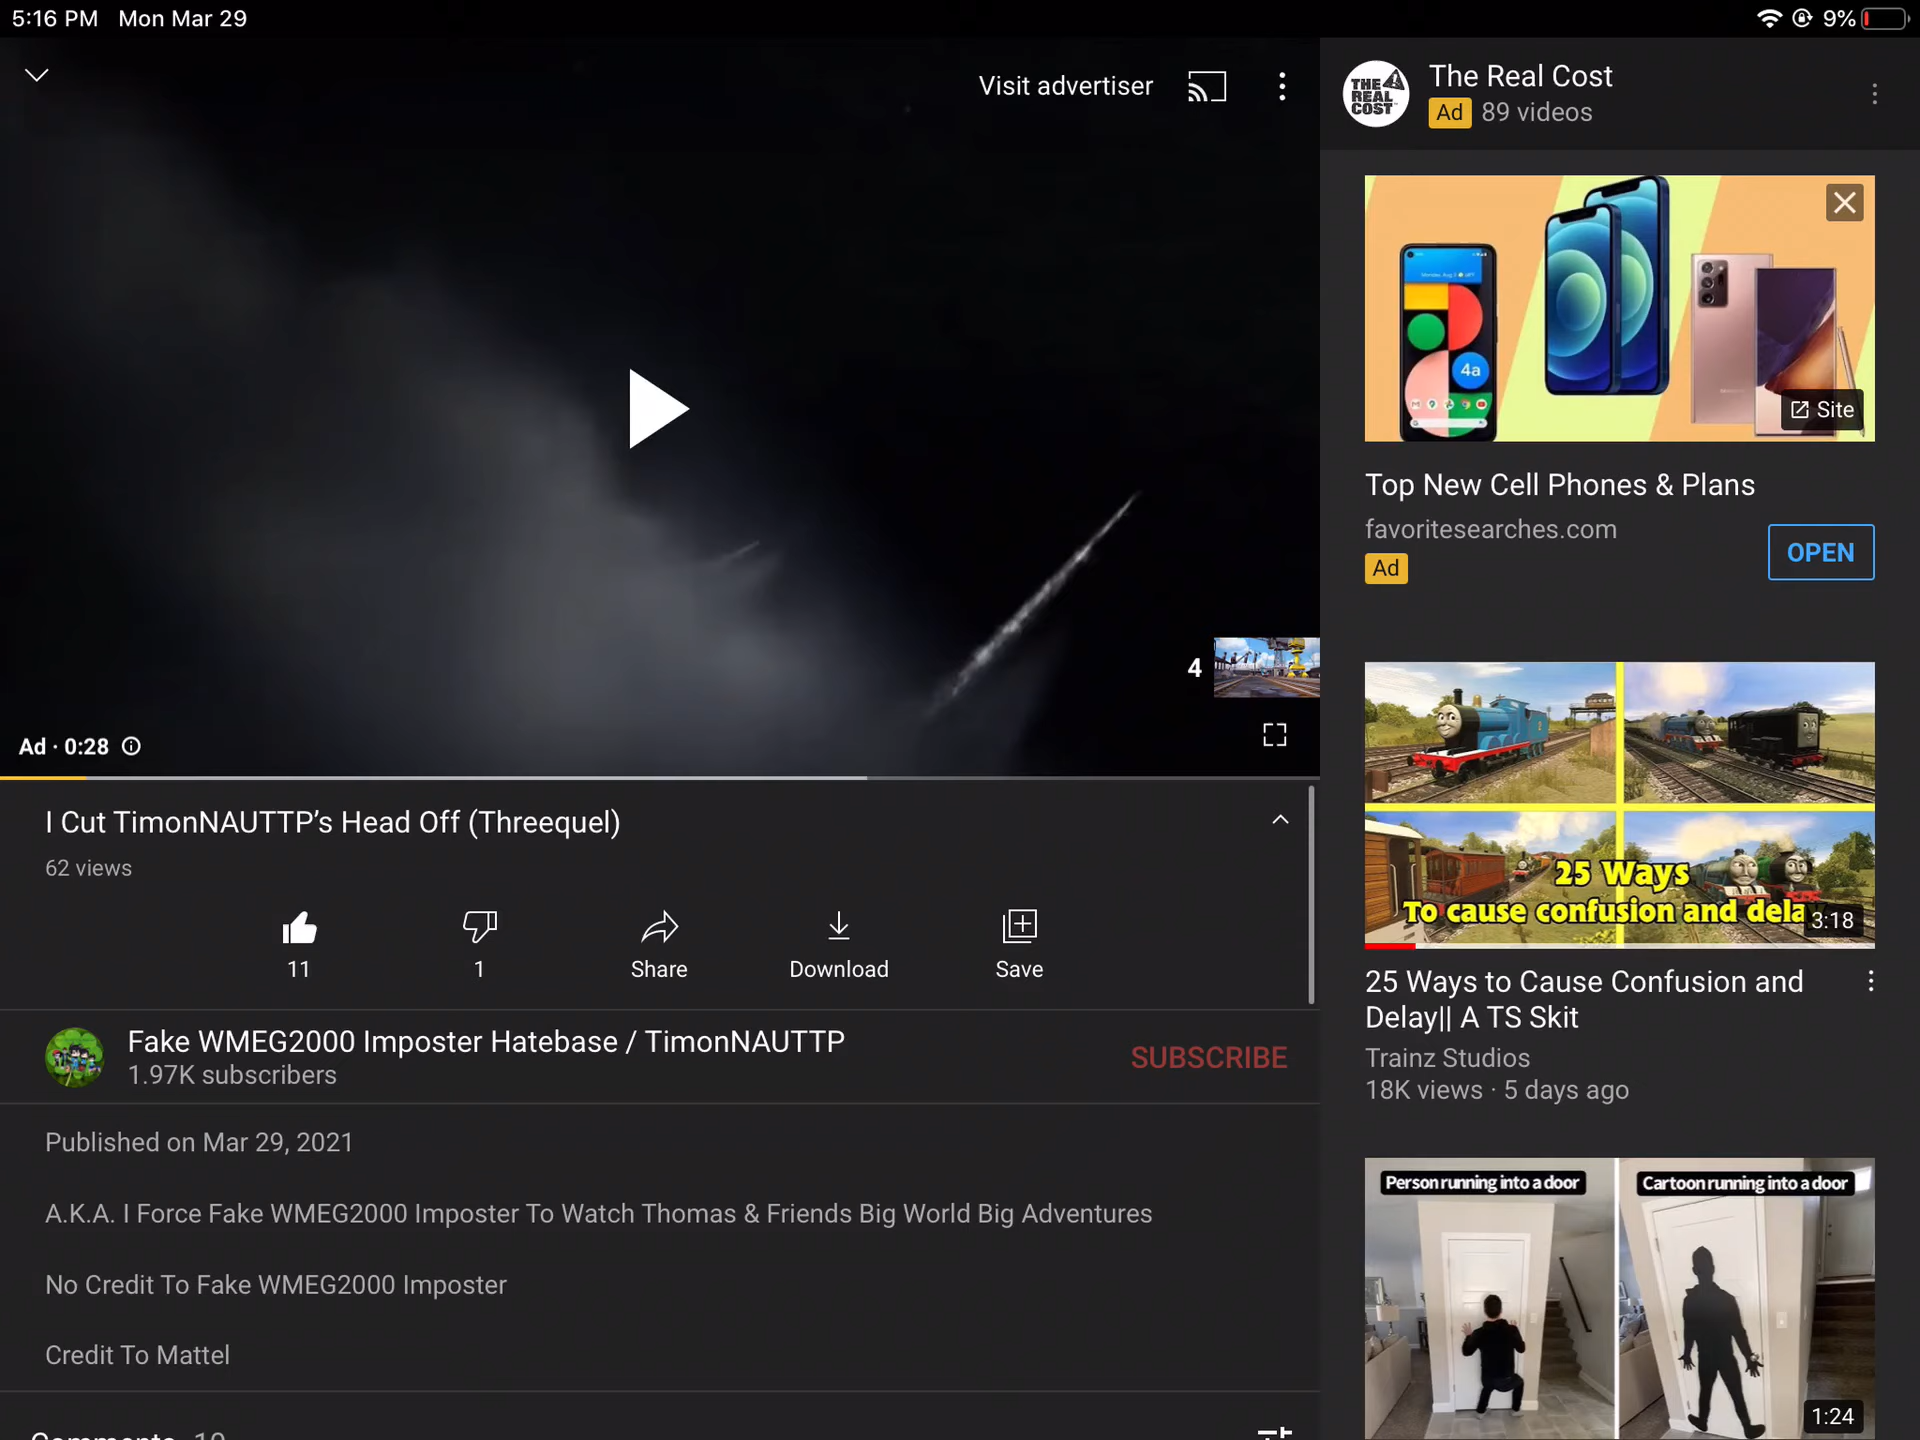 5:16 PM Mon Mar 29
9%
Visit advertiser
4
Ad · 0:28
I Cut TimonNAUTTP’s Head Off (Threequel)
62 views
11
1
Share
Download
Save
Fake WMEG2000 Imposter Hatebase / TimonNAUTTP
1.97K subscribers
SUBSCRIBE
Published on Mar 29, 2021
A.K.A. I Force Fake WMEG2000 Imposter To Watch Thomas & Friends Big World Big Adventures
No Credit To Fake WMEG2000 Imposter
Credit To Mattel
THE
REAL
COST
The Real Cost
Ad 89 videos
4a
Site
Top New Cell Phones & Plans
favoritesearches.com
Ad
OPEN
25 Ways
To cause confusion and dela
3:18
25 Ways to Cause Confusion and
Delay|| A TS Skit
Trainz Studios
18K views · 5 days ago
Person running into a door
Cartoon running into a door
1:24